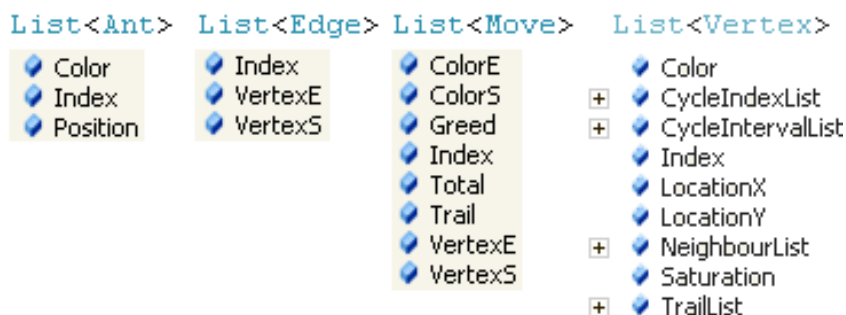 List<Ant> List<Edge> List<Move> List<Vertex>
Color
Index
Position
Index
VertexE
VertexS
ColorE
ColorS
Greed
Index
Total
Trail
VertexE
VertexS
Color
CycleIndexList
CycleIntervalList
Index
LocationX
LocationY
NeighbourList
Saturation
TrailList